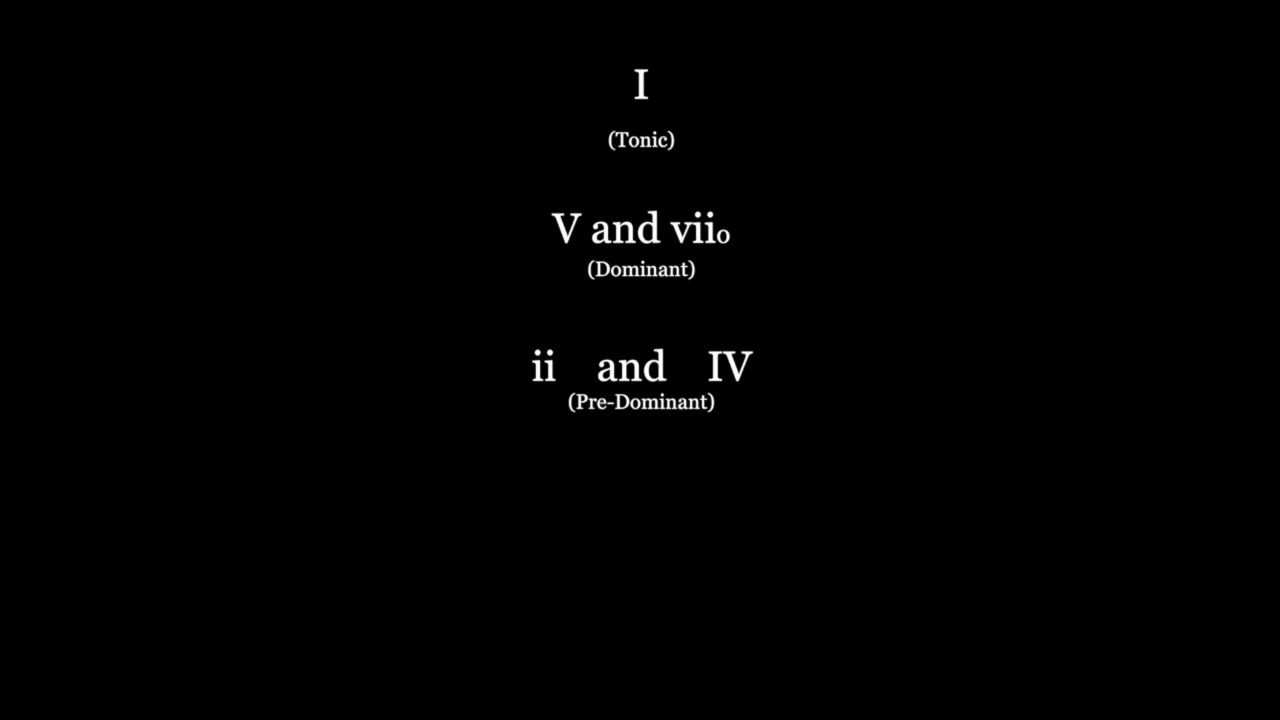 I
(Tonic)
V and viio
(Dominant)
ii and IV
(Pre-Dominant)